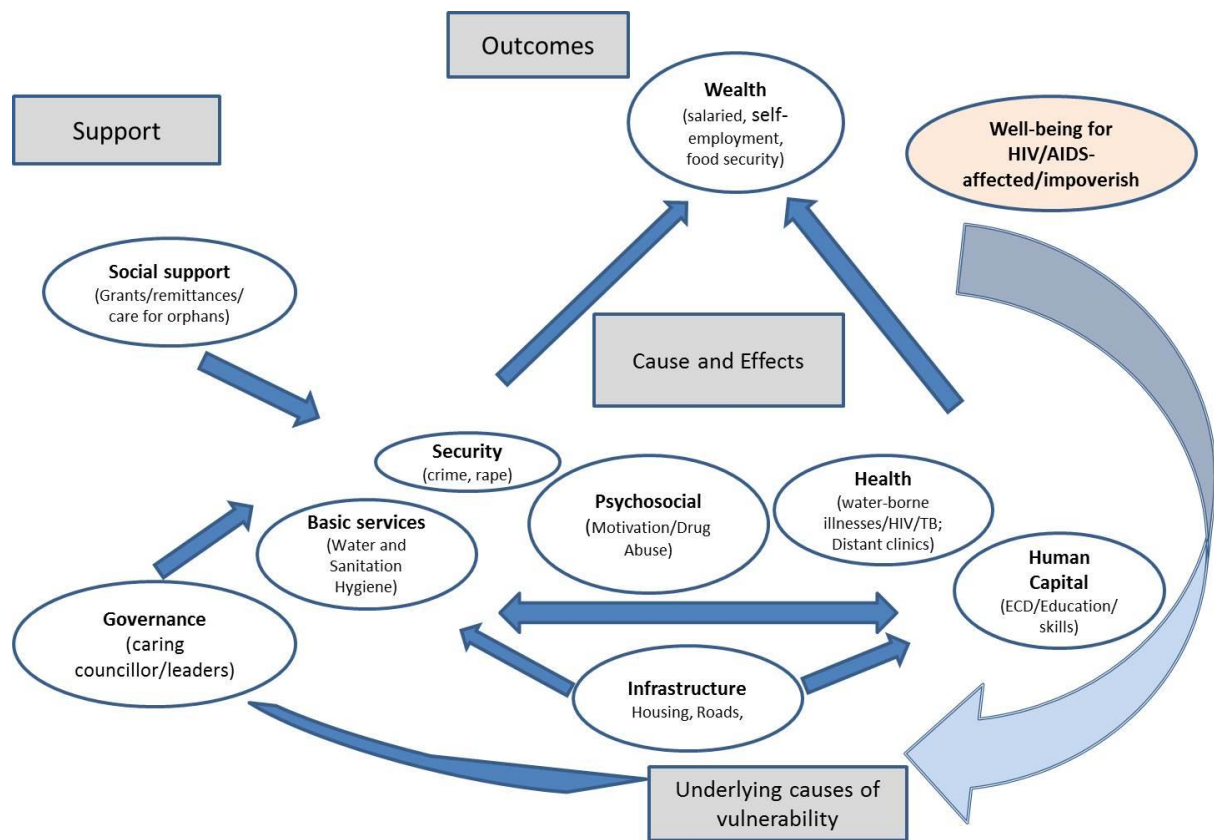 Outcomes
Support
Wealth
(salaried, self-
employment,
food security)
Well-being for
HIV/AIDS-
affected/impoverish
Social support
(Grants/remittances/
care for orphans)
Cause and Effects
Security
(crime, rape)
Psychosocial
(Motivation/Drug
Abuse)
Health
(water-borne
illnesses/HIV/TB;
Distant clinics)
Basic services
(Water and
Sanitation
Hygiene)
Human
Capital
(ECD/Education/
skills)
Governance
(caring
councillor/leaders)
Infrastructure
Housing, Roads,
Underlying causes of
vulnerability